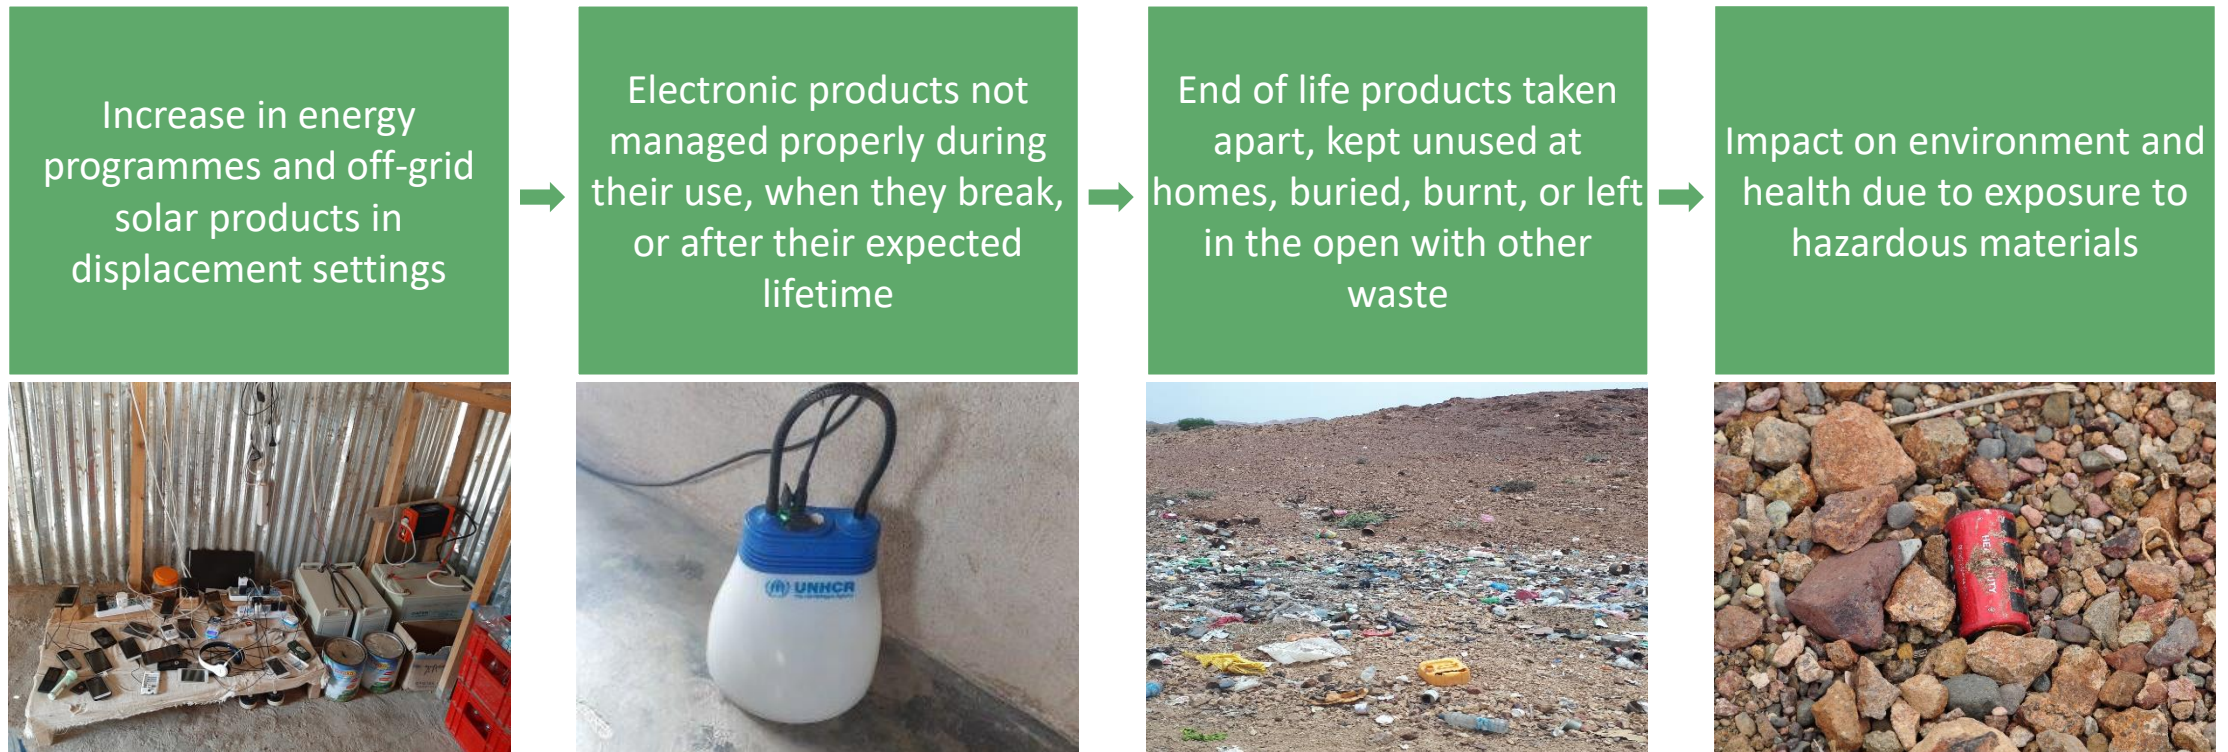 Increase in energy
programmes and off-grid
solar products in
displacement settings
Electronic products not
managed properly during
their use, when they break,
or after their expected
lifetime
End of life products taken
apart, kept unused at
homes, buried, burnt, or left
in the open with other
waste
Impact on environment and
health due to exposure to
hazardous materials
UNHCR